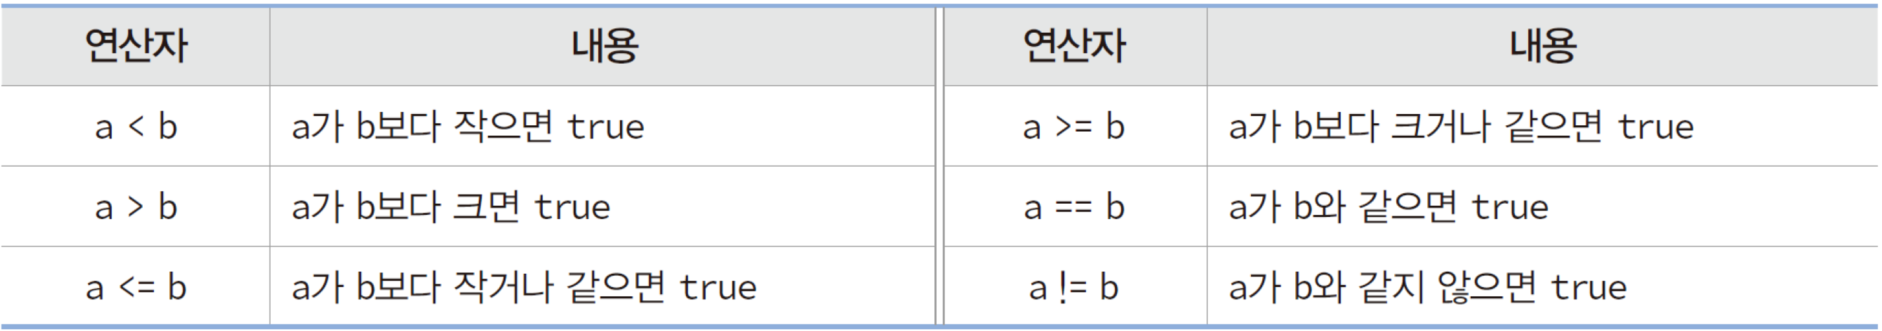 연산자 내용 연산자 내용
a < b a가 b보다 작으면 true a >= b a가 b보다 크거나 같으면 true
a > b a가 b보다 크면 true a == b a가 b와 같으면 true
a <= b a가 b보다 작거나 같으면 true a != b a가 b와 같지 않으면 true